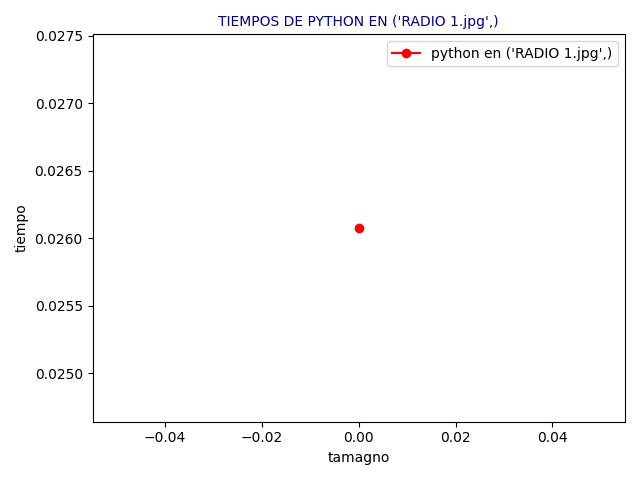 TIEMPOS DE PYTHON EN ('RADIO 1.jpg',)
python en ('RADIO 1.jpg',)
0.0275
0.0270
0.0265
0.0260
0.0255
0.0250
tiempo
−0.04 −0.02 0.00 0.02 0.04
tamagno